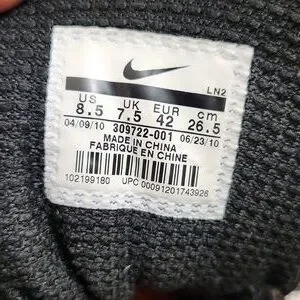 LN2
US UK EUR cm
8.5 7.5 42 26.5
04/09/10 309722-001 06/23/10
MADE IN CHINA
FABRIQUE EN CHINE
102199180 UPC 00091201743926